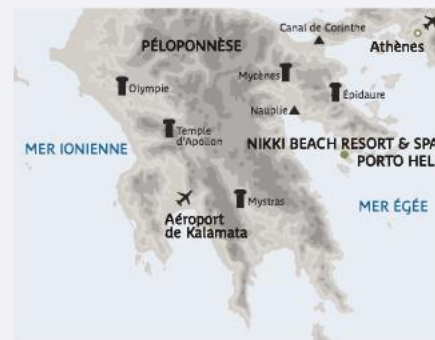 Canal de Corinthe
PÉLOPONNÈSE
Athènes
Mycènes
Olympie
Épidaure
Nauplie
Temple
d'Apollon
MER IONIENNE
NIKKI BEACH RESORT & SPA
PORTO HEL
Mystras
MER ÉGÉE
Aéroport
de Kalamata